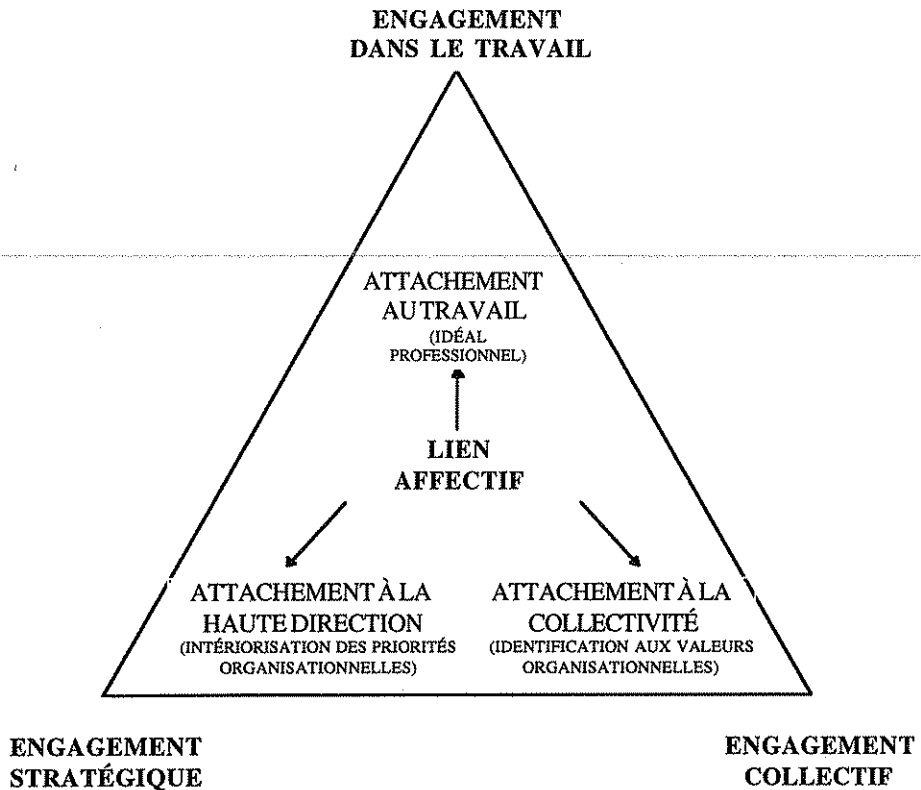 ENGAGEMENT
DANS LE TRAVAIL
ATTACHEMENT
AU TRAVAIL
(IDÉAL
PROFESSIONNEL)
LIEN
AFFECTIF
ATTACHEMENT À LA
HAUTE DIRECTION
(INTÉRIORISATION DES PRIORITÉS
ORGANISATIONNELLES)
ATTACHEMENT À LA
COLLECTIVITÉ
(IDENTIFICATION AUX VALEURS
ORGANISATIONNELLES)
ENGAGEMENT
STRATÉGIQUE
ENGAGEMENT
COLLECTIF